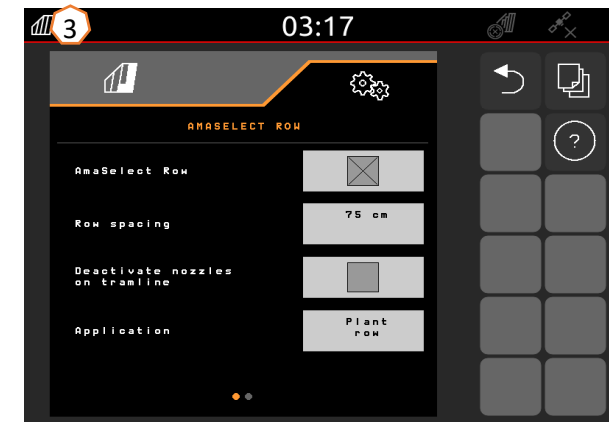 3
03:17
AMASELECT ROW
AmaSelect Row
Row spacing
75 cm
Deactivate nozzles
on tramline
Application
Plant
row
?